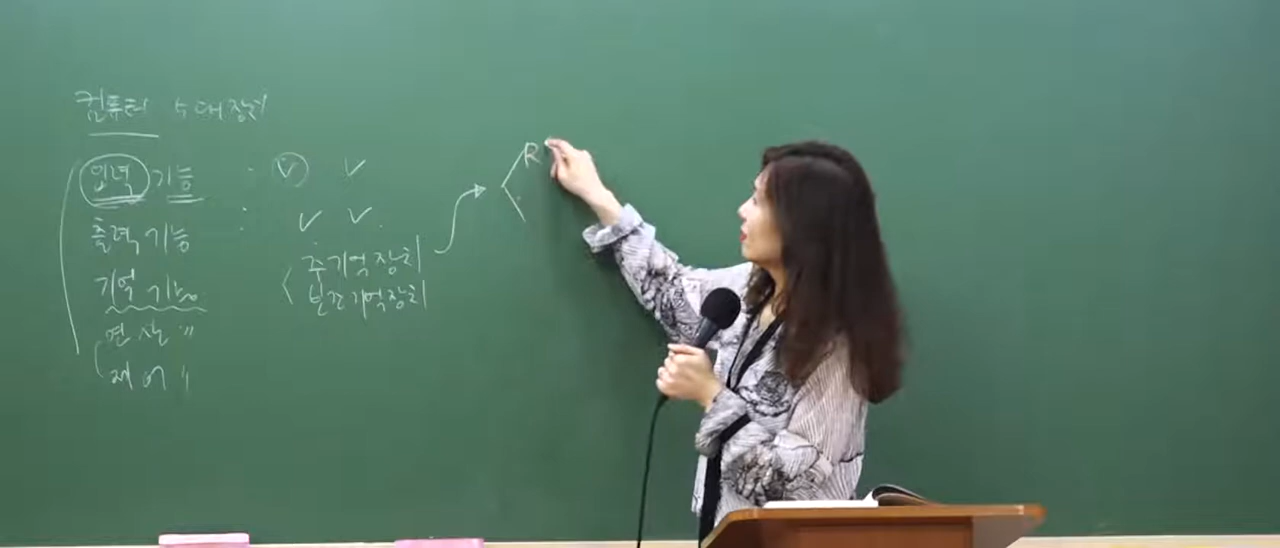 컴퓨터 5대장치
입력 기능 : ✓ ✓
출력 기능 : ✓ ✓
기억 기능
주기억장치
보조기억장치
R
연산 "
제어 "